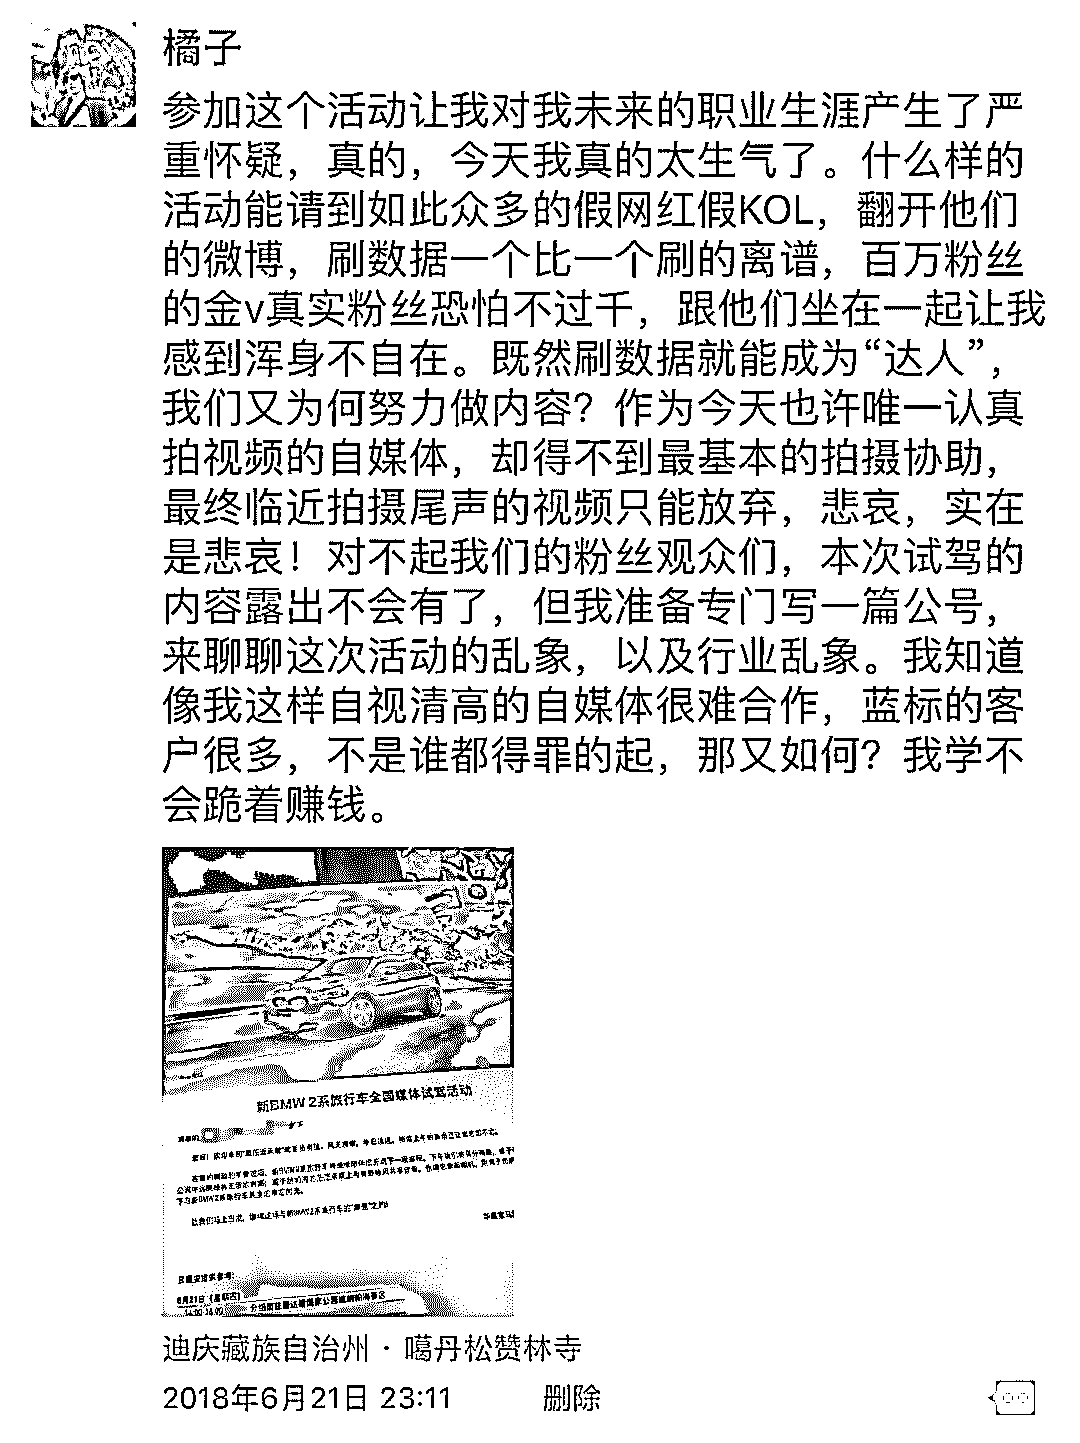 橘子
参加这个活动让我对我未来的职业生涯产生了严
重怀疑，真的，今天我真的太生气了。什么样的
活动能请到如此众多的假网红假KOL，翻开他们
的微博，刷数据一个比一个刷的离谱，百万粉丝
的金v真实粉丝恐怕不过千，跟他们坐在一起让我
感到浑身不自在。既然刷数据就能成为“达人”，
我们又为何努力做内容？作为今天也许唯一认真
拍视频的自媒体，却得不到最基本的拍摄协助，
最终临近拍摄尾声的视频只能放弃，悲哀，实在
是悲哀！对不起我们的粉丝观众们，本次试驾的
内容露出不会有了，但我准备专门写一篇公号，
来聊聊这次活动的乱象，以及行业乱象。我知道
像我这样自视清高的自媒体很难合作，蓝标的客
户很多，不是谁都得罪的起，那又如何？我学不
会跪着赚钱。
新BMW 2系旅行车全国媒体试驾活动
日程安排表参考：
6月21日（星期四）
迪庆藏族自治州·噶丹松赞林寺
2018年6月21日 23:11 删除